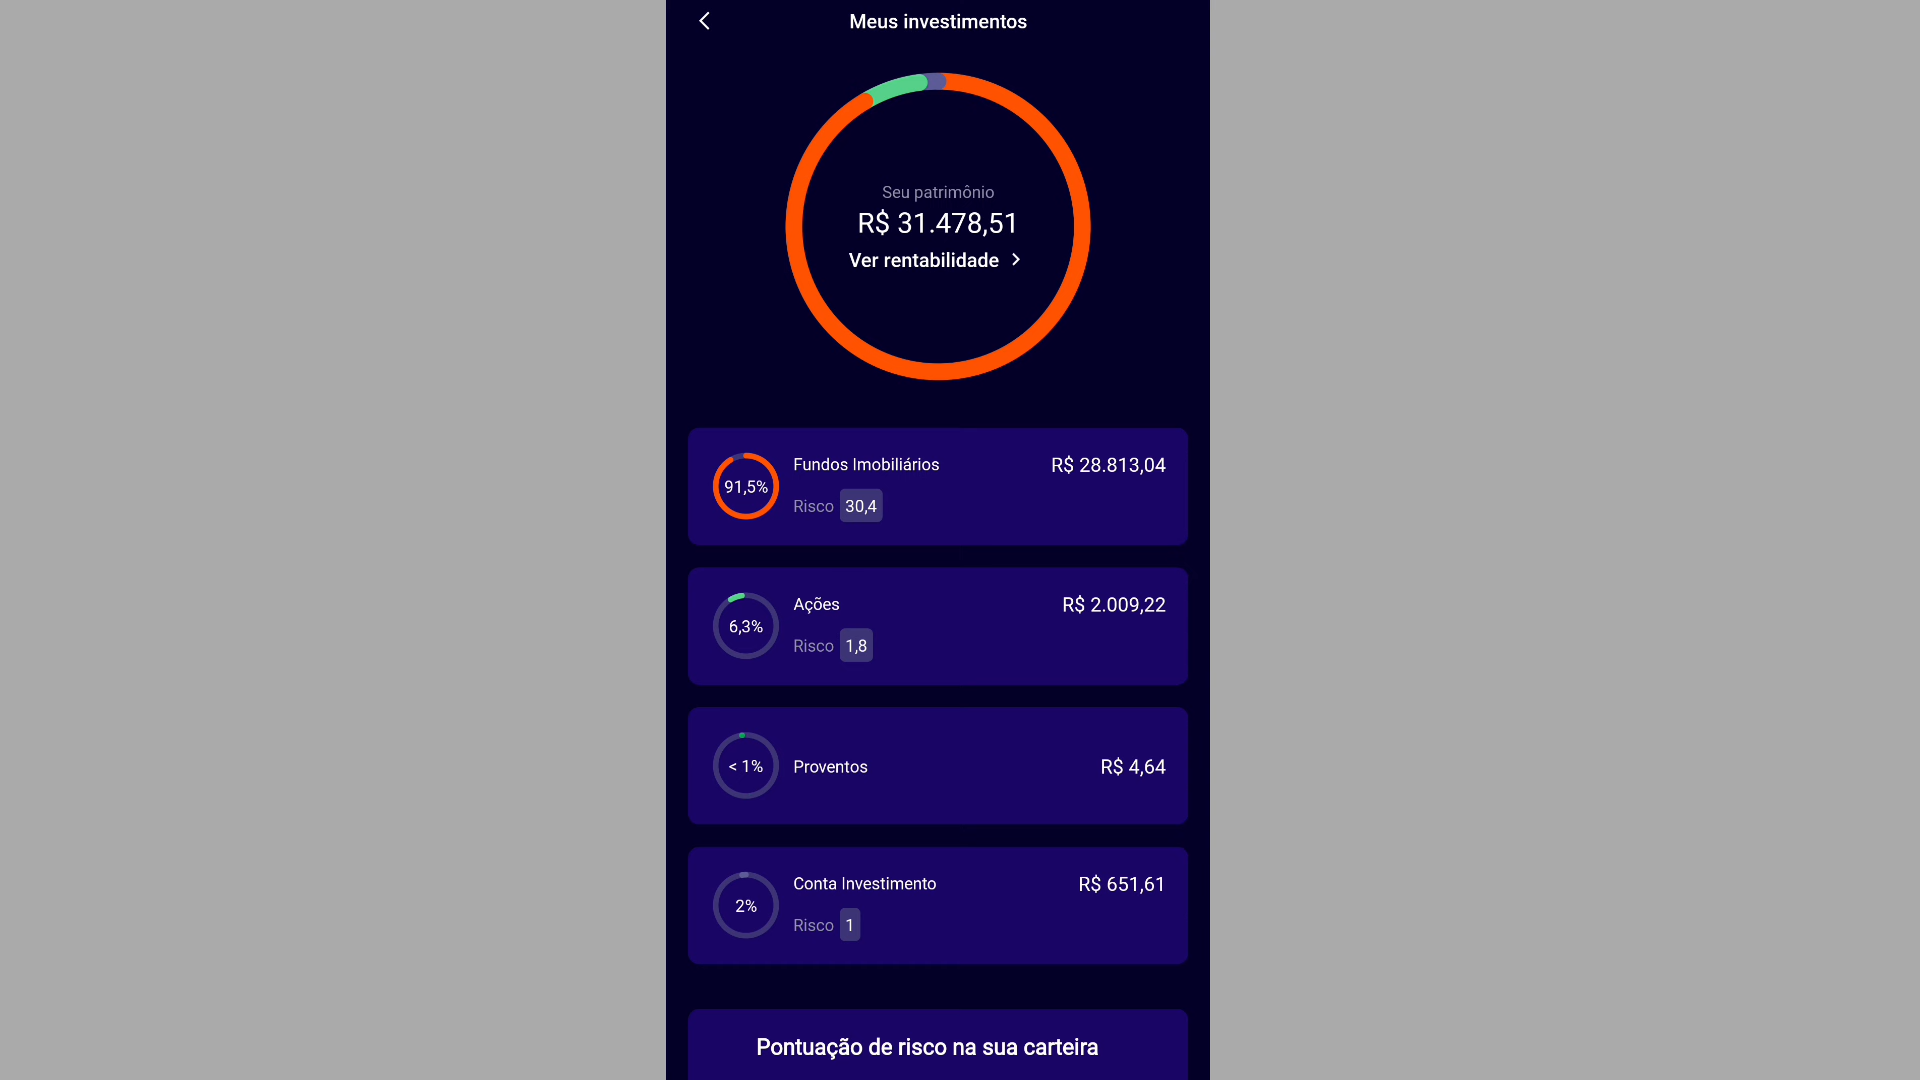 Meus investimentos
Seu patrimônio
R$ 31.478,51
Ver rentabilidade
91,5%
Fundos Imobiliários
R$ 28.813,04
Risco 30,4
6,3%
Ações
R$ 2.009,22
Risco 1,8
< 1%
Proventos
R$ 4,64
2%
Conta Investimento
R$ 651,61
Risco 1
Pontuação de risco na sua carteira